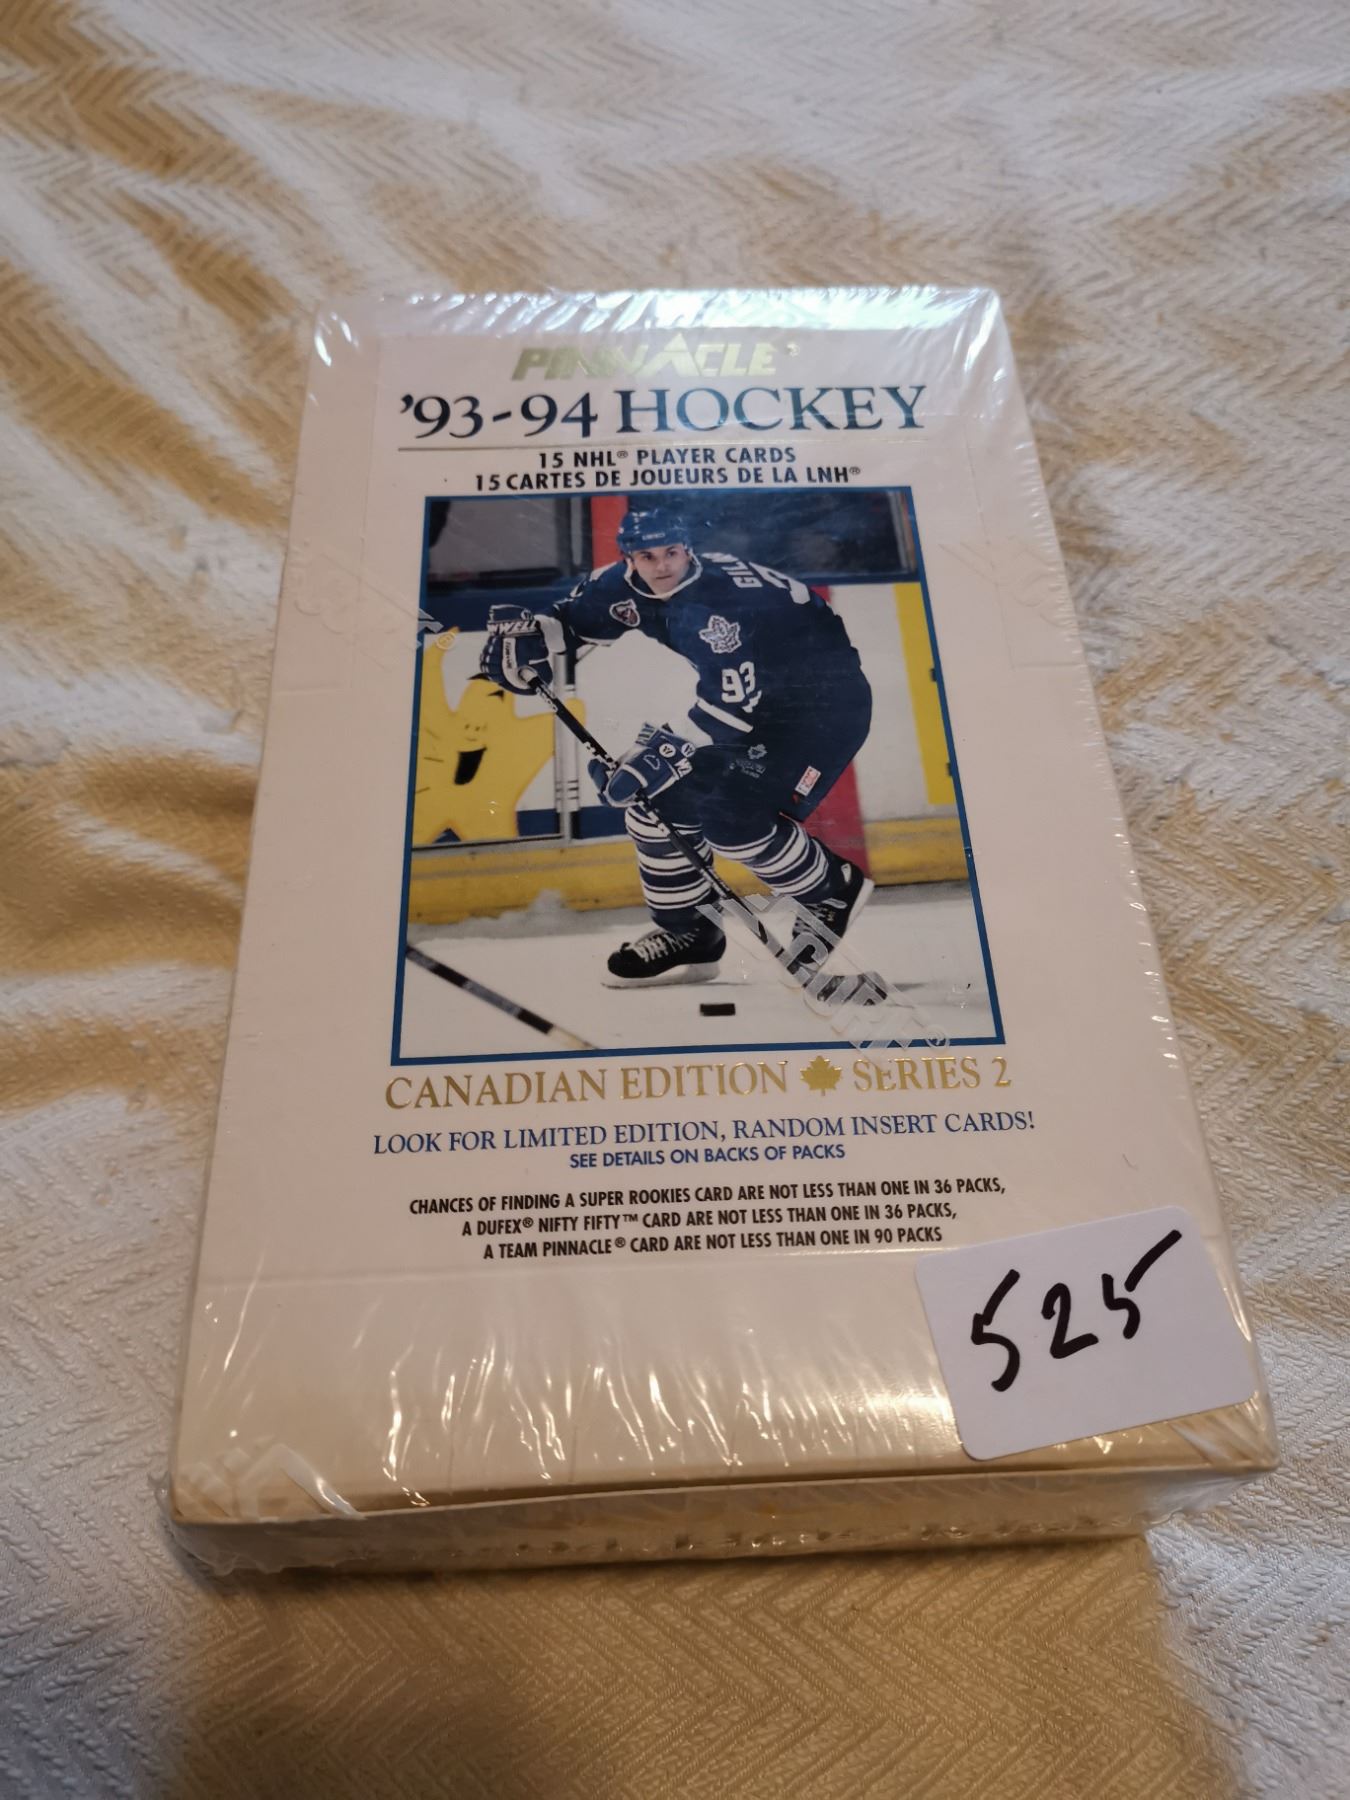 PINNACLE®
'93-94 HOCKEY
15 NHL® PLAYER CARDS
15 CARTES DE JOUEURS DE LA LNH®
93
SCORE®
CANADIAN EDITION SERIES 2
LOOK FOR LIMITED EDITION, RANDOM INSERT CARDS!
SEE DETAILS ON BACKS OF PACKS
CHANCES OF FINDING A SUPER ROOKIES CARD ARE NOT LESS THAN ONE IN 36 PACKS,
A DUFEX® NIFTY FIFTY™ CARD ARE NOT LESS THAN ONE IN 36 PACKS,
A TEAM PINNACLE® CARD ARE NOT LESS THAN ONE IN 90 PACKS
525